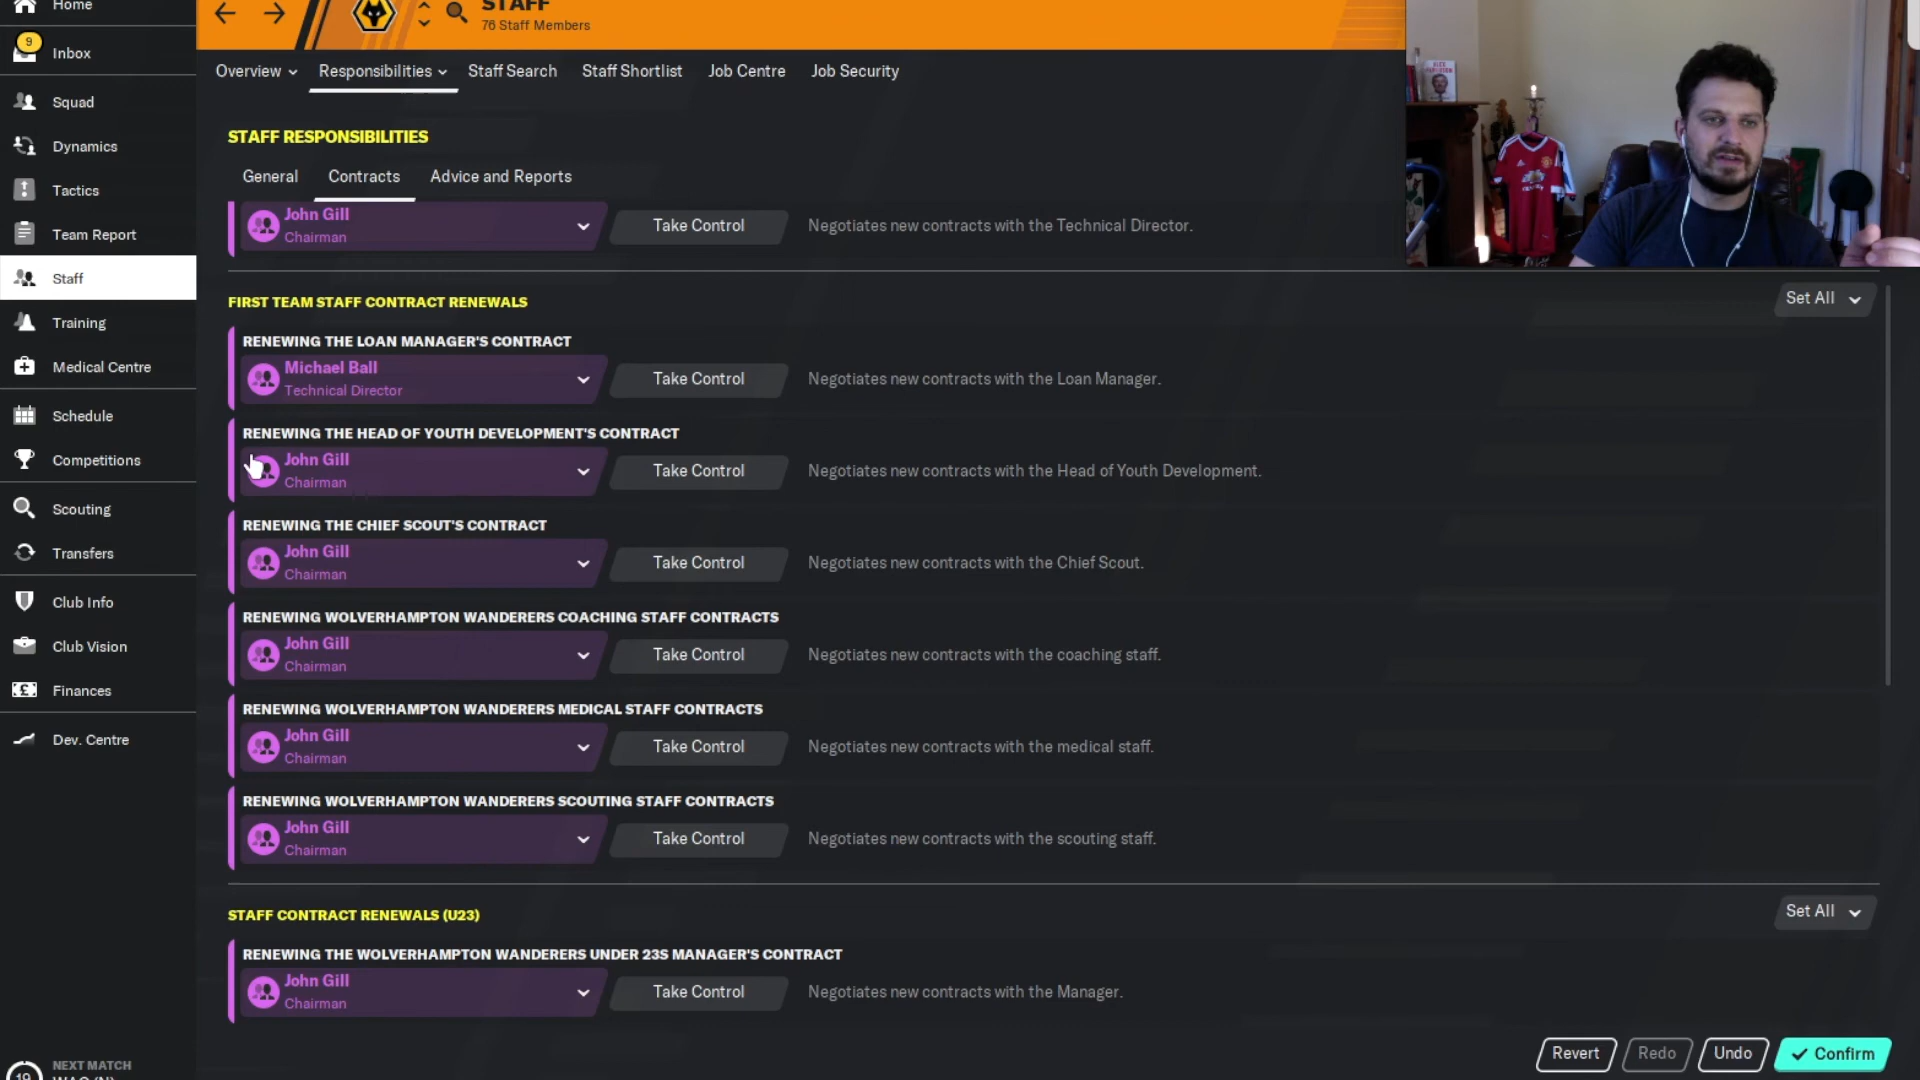 Home
STAFF
76 Staff Members
9
Inbox
Overview
Responsibilities
Staff Search
Staff Shortlist
Job Centre
Job Security
Squad
Dynamics
Tactics
Team Report
Staff
Training
Medical Centre
Schedule
Competitions
Scouting
Transfers
Club Info
Club Vision
Finances
Dev. Centre
NEXT MATCH
STAFF RESPONSIBILITIES
General
Contracts
Advice and Reports
John Gill
Chairman
Take Control
Negotiates new contracts with the Technical Director.
FIRST TEAM STAFF CONTRACT RENEWALS
Set All
RENEWING THE LOAN MANAGER'S CONTRACT
Michael Ball
Technical Director
Take Control
Negotiates new contracts with the Loan Manager.
RENEWING THE HEAD OF YOUTH DEVELOPMENT'S CONTRACT
John Gill
Chairman
Take Control
Negotiates new contracts with the Head of Youth Development.
RENEWING THE CHIEF SCOUT'S CONTRACT
John Gill
Chairman
Take Control
Negotiates new contracts with the Chief Scout.
RENEWING WOLVERHAMPTON WANDERERS COACHING STAFF CONTRACTS
John Gill
Chairman
Take Control
Negotiates new contracts with the coaching staff.
RENEWING WOLVERHAMPTON WANDERERS MEDICAL STAFF CONTRACTS
John Gill
Chairman
Take Control
Negotiates new contracts with the medical staff.
RENEWING WOLVERHAMPTON WANDERERS SCOUTING STAFF CONTRACTS
John Gill
Chairman
Take Control
Negotiates new contracts with the scouting staff.
STAFF CONTRACT RENEWALS (U23)
Set All
RENEWING THE WOLVERHAMPTON WANDERERS UNDER 23S MANAGER'S CONTRACT
John Gill
Chairman
Take Control
Negotiates new contracts with the Manager.
Revert
Redo
Undo
Confirm